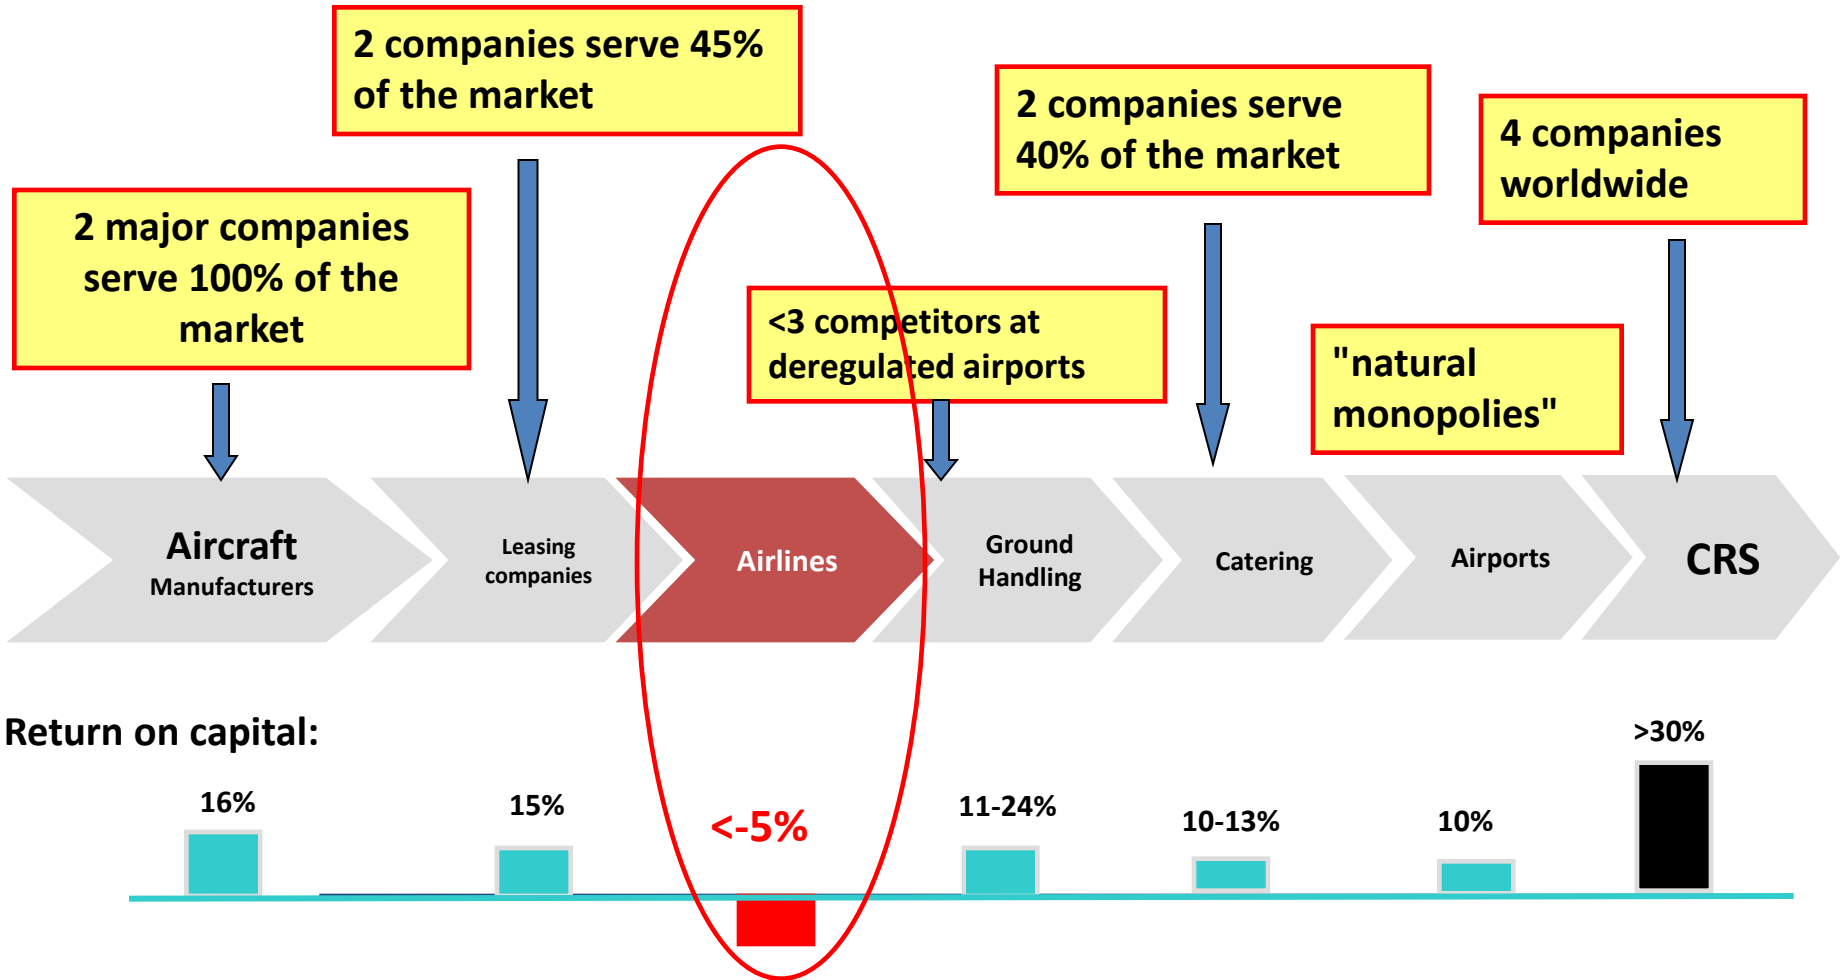 2 companies serve 45%
of the market
2 companies serve
40% of the market
4 companies
worldwide
2 major companies
serve 100% of the
market
<3 competitors at
deregulated airports
"natural
monopolies"
Aircraft
Manufacturers
Leasing
companies
Airlines
Ground
Handling
Catering
Airports
CRS
Return on capital:
16%
15%
<-5%
11-24%
10-13%
10%
>30%